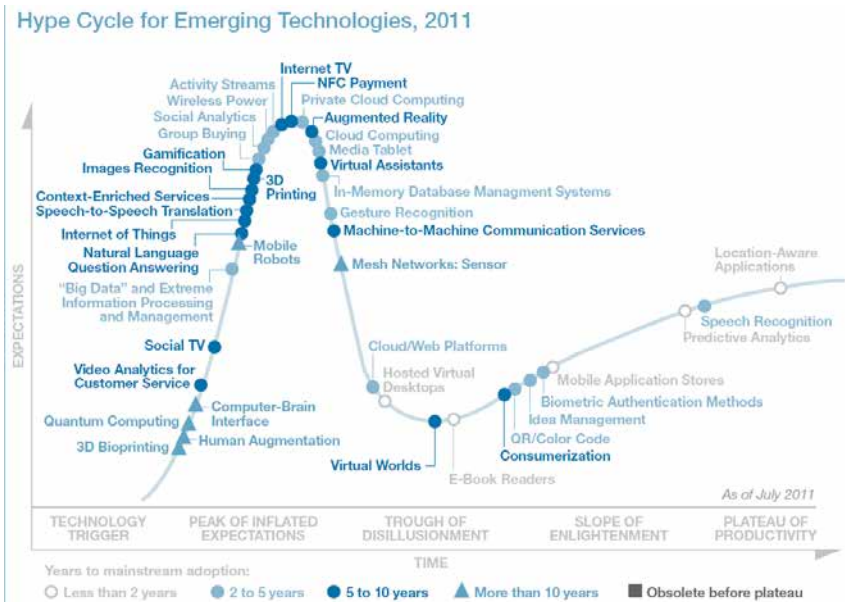 Hype Cycle for Emerging Technologies, 2011
EXPECTATIONS
Internet TV
NFC Payment
Activity Streams
Wireless Power
Private Cloud Computing
Social Analytics
Augmented Reality
Group Buying
Cloud Computing
Gamification
Media Tablet
Images Recognition
Virtual Assistants
3D
Printing
Context-Enriched Services
In-Memory Database Managment Systems
Speech-to-Speech Translation
Gesture Recognition
Internet of Things
Machine-to-Machine Communication Services
Natural Language
Question Answering
Mobile
Robots
Mesh Networks: Sensor
"Big Data" and Extreme
Information Processing
and Management
Location-Aware
Applications
Social TV
Cloud/Web Platforms
Speech Recognition
Predictive Analytics
Video Analytics for
Customer Service
Hosted Virtual
Desktops
Mobile Application Stores
Computer-Brain
Interface
Biometric Authentication Methods
Quantum Computing
Idea Management
Human Augmentation
3D Bioprinting
QR/Color Code
Consumerization
Virtual Worlds
E-Book Readers
As of July 2011
TECHNOLOGY
TRIGGER
PEAK OF INFLATED
EXPECTATIONS
TROUGH OF
DISILLUSIONMENT
SLOPE OF
ENLIGHTENMENT
PLATEAU OF
PRODUCTIVITY
TIME
Years to mainstream adoption:
Less than 2 years
2 to 5 years
5 to 10 years
More than 10 years
Obsolete before plateau